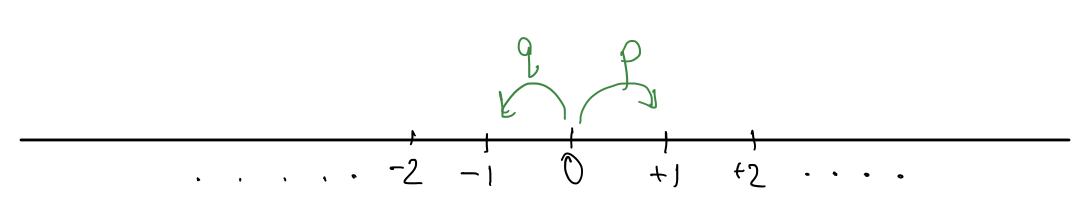 q p
..... -2 -1 0 +1 +2 ....